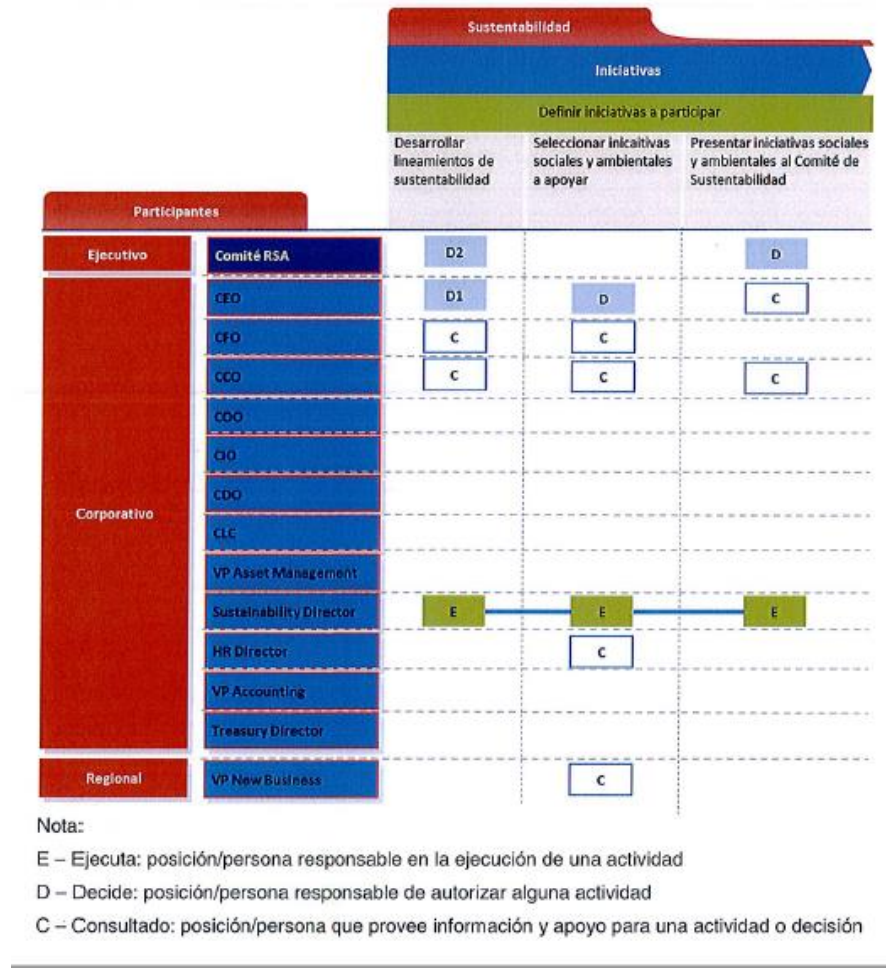 Sustentabilidad
Iniciativas
Definir iniciativas a participar
Desarrollar
lineamientos de
sustentabilidad
Seleccionar inicaitivas
sociales y ambientales
a apoyar
Presentar iniciativas sociales
y ambientales al Comité de
Sustentabilidad
Participantes
Ejecutivo
Comité RSA
D2
D
Corporativo
CEO
D1
D
C
CFO
C
C
CCO
C
C
C
COO
CIO
CDO
CLC
VP Asset Management
Sustainability Director
E
E
E
HR Director
C
VP Accounting
Treasury Director
Regional
VP New Business
C
Nota:
E – Ejecuta: posición/persona responsable en la ejecución de una actividad
D – Decide: posición/persona responsable de autorizar alguna actividad
C – Consultado: posición/persona que provee información y apoyo para una actividad o decisión